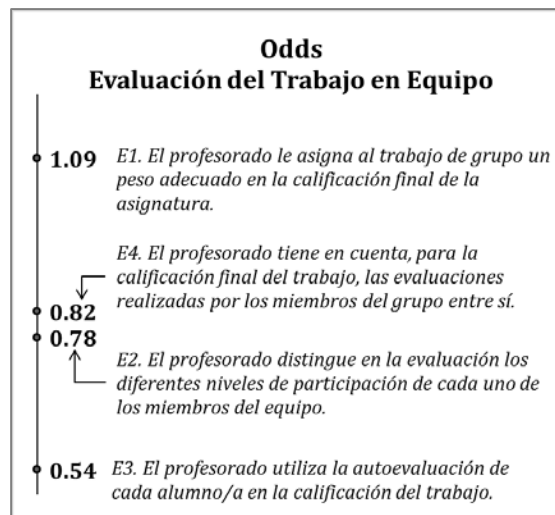 Odds
Evaluación del Trabajo en Equipo
1.09
E1. El profesorado le asigna al trabajo de grupo un
peso adecuado en la calificación final de la
asignatura.
E4. El profesorado tiene en cuenta, para la
calificación final del trabajo, las evaluaciones
realizadas por los miembros del grupo entre sí.
0.82
0.78
E2. El profesorado distingue en la evaluación los
diferentes niveles de participación de cada uno de
los miembros del equipo.
0.54
E3. El profesorado utiliza la autoevaluación de
cada alumno/a en la calificación del trabajo.